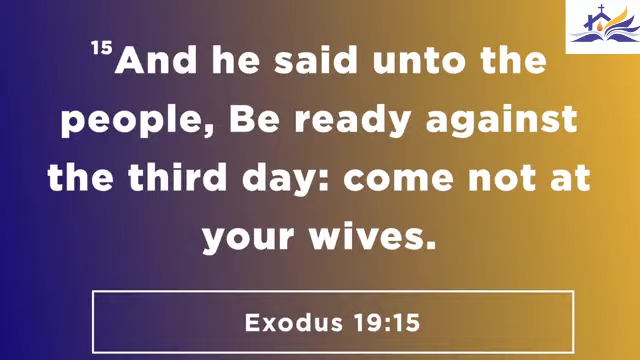 15And he said unto the
people, Be ready against
the third day: come not at
your wives.
Exodus 19:15